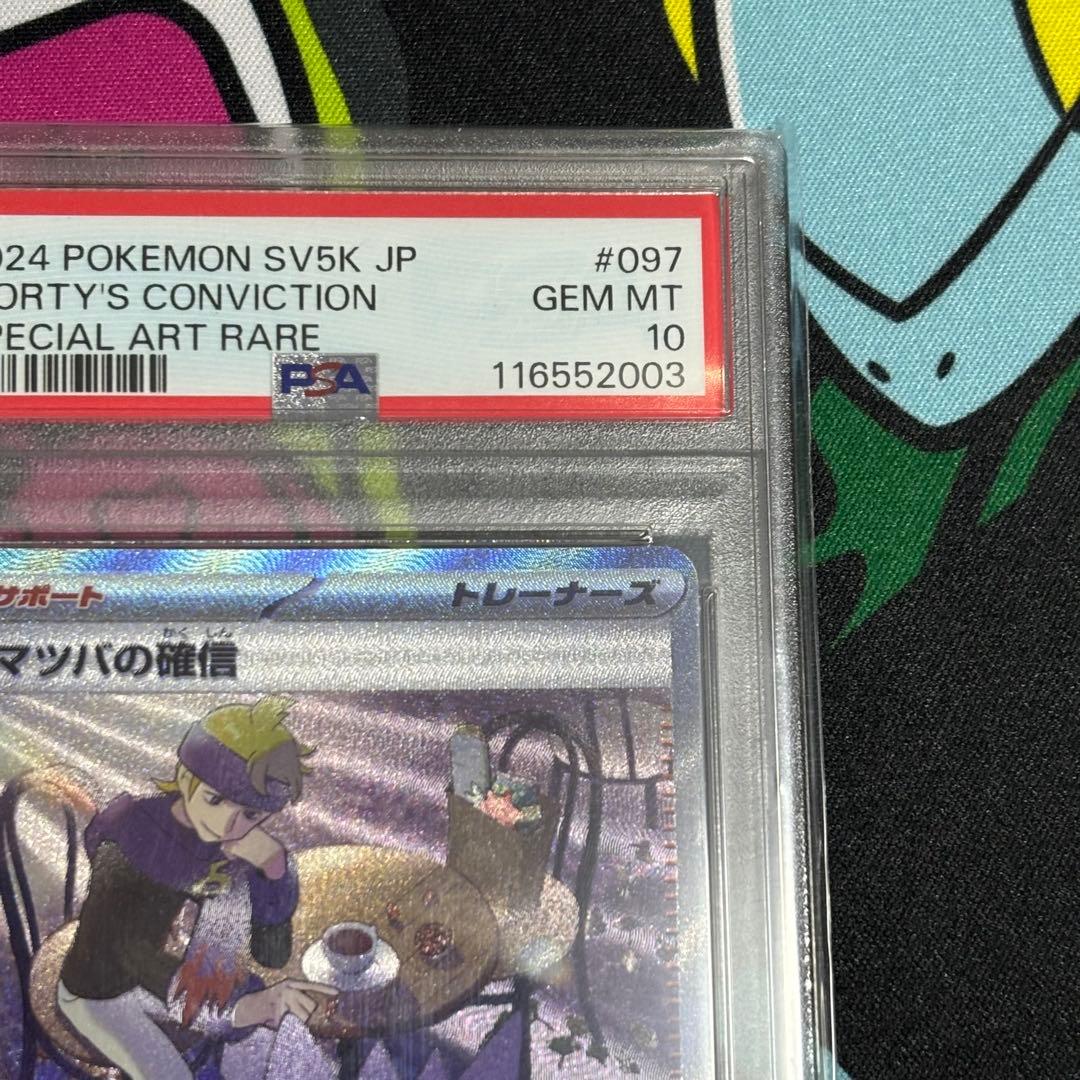 024 POKEMON SV5K JP #097
ORTY'S CONVICTION GEM MT
PECIAL ART RARE 10
PSA 116552003
サポート トレーナーズ
かくしん
マツバの確信